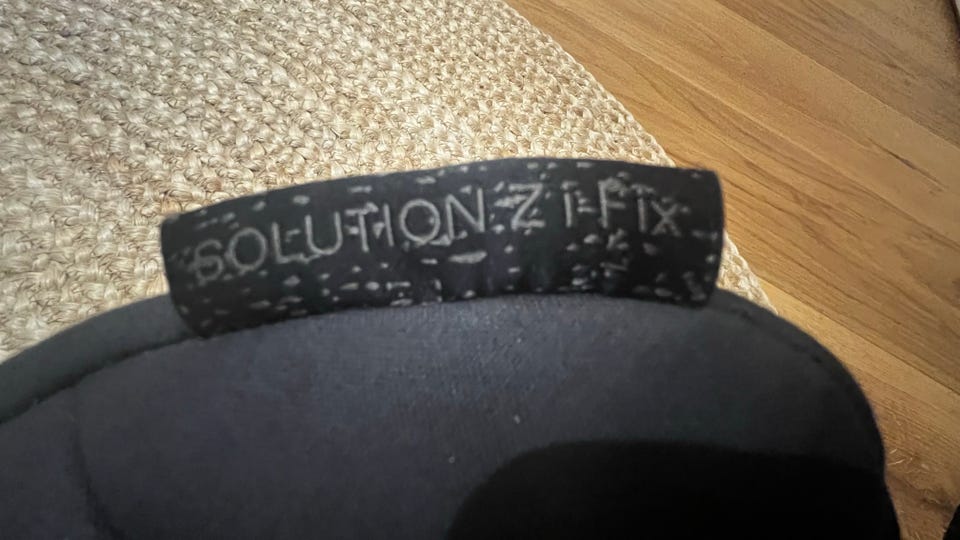 SOLUTION Z i-FIX